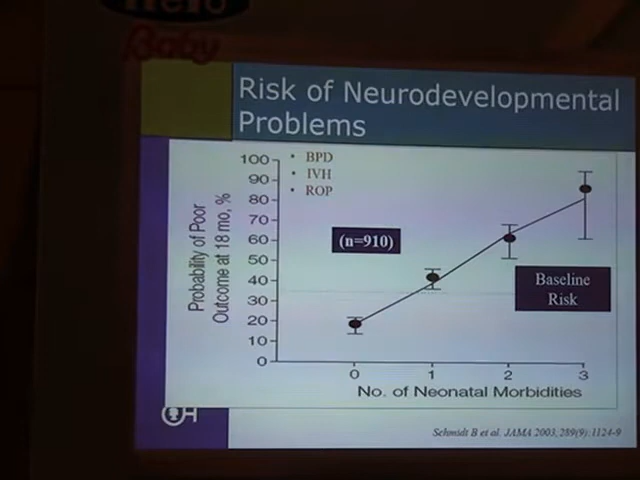 Hero
Baby
Risk of Neurodevelopmental
Problems
100
90
80
70
60
50
40
30
20
10
0
• BPD
• IVH
• ROP
Probability of Poor
Outcome at 18 mo, %
(n=910)
Baseline
Risk
0 1 2 3
No. of Neonatal Morbidities
Schmidt B et al. JAMA 2003;289(9):1124-9